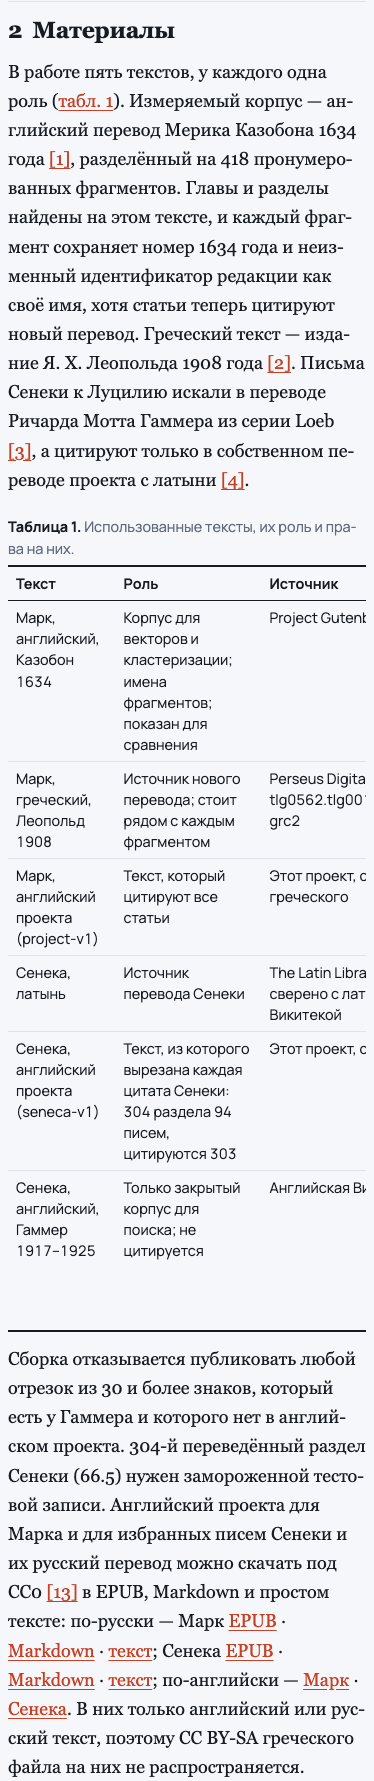 2 Материалы
В работе пять текстов, у каждого одна
роль (табл. 1). Измеряемый корпус — ан-
глийский перевод Мерика Казобона 1634
года [1], разделённый на 418 пронумеро-
ванных фрагментов. Главы и разделы
найдены на этом тексте, и каждый фраг-
мент сохраняет номер 1634 года и неиз-
менный идентификатор редакции как
своё имя, хотя статьи теперь цитируют
новый перевод. Греческий текст — изда-
ние Я. Х. Леопольда 1908 года [2]. Письма
Сенеки к Луцилию искали в переводе
Ричарда Мотта Гаммера из серии Loeb
[3], а цитируют только в собственном пе-
реводе проекта с латыни [4].
Таблица 1. Использованные тексты, их роль и пра-
ва на них.
Текст Роль Источник
Марк, Корпус для Project Gutenb
английский, векторов и
Казобон кластеризации;
1634 имена
фрагментов;
показан для
сравнения
Марк, Источник нового Perseus Digita
греческий, перевода; стоит tlg0562.tlg001
Леопольд рядом с каждым grc2
1908 фрагментом
Марк, Текст, который Этот проект, с
английский цитируют все греческого
проекта статьи
(project-v1)
Сенека, Источник The Latin Libra
латынь перевода Сенеки сверено с лат
Викитекой
Сенека, Текст, из которого Этот проект, с
английский вырезана каждая
проекта цитата Сенеки:
(seneca-v1) 304 раздела 94
писем,
цитируются 303
Сенека, Только закрытый Английская Ви
английский, корпус для
Гаммер поиска; не
1917–1925 цитируется
Сборка отказывается публиковать любой
отрезок из 30 и более знаков, который
есть у Гаммера и которого нет в англий-
ском проекта. 304-й переведённый раздел
Сенеки (66.5) нужен замороженной тесто-
вой записи. Английский проекта для
Марка и для избранных писем Сенеки и
их русский перевод можно скачать под
CC0 [13] в EPUB, Markdown и простом
тексте: по-русски — Марк EPUB ·
Markdown · текст; Сенека EPUB ·
Markdown · текст; по-английски — Марк ·
Сенека. В них только английский или рус-
ский текст, поэтому CC BY-SA греческого
файла на них не распространяется.